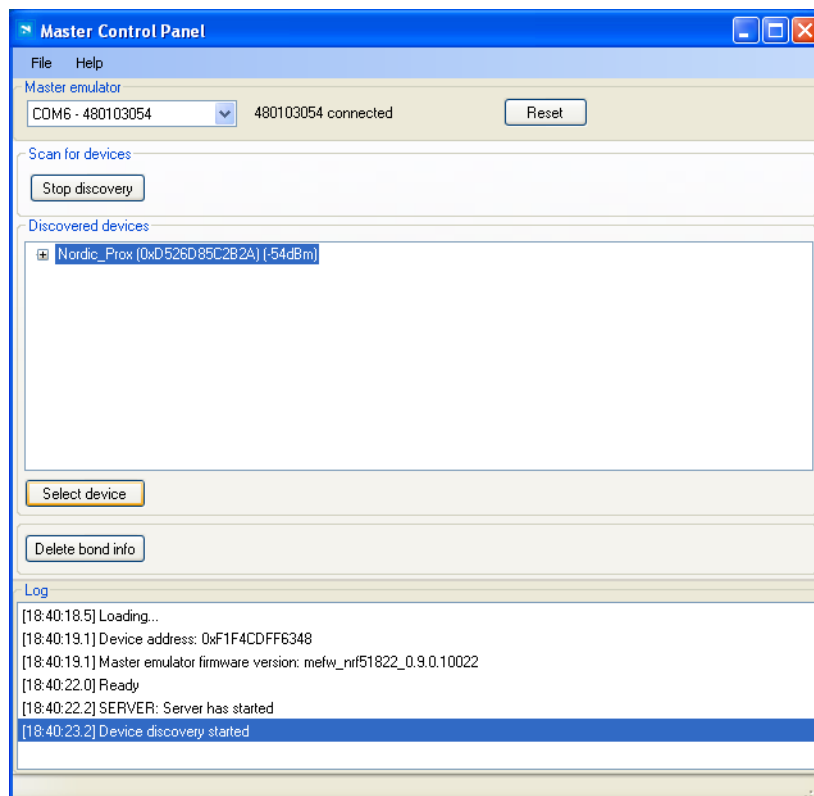 Master Control Panel
File Help
Master emulator
COM6 - 480103054 480103054 connected Reset
Scan for devices
Stop discovery
Discovered devices
Nordic_Prox (0xD526D85C2B2A) (-54dBm)
Select device
Delete bond info
Log
[18:40:18.5] Loading...
[18:40:19.1] Device address: 0xF1F4CDFF6348
[18:40:19.1] Master emulator firmware version: mefw_nrf51822_0.9.0.10022
[18:40:22.0] Ready
[18:40:22.2] SERVER: Server has started
[18:40:23.2] Device discovery started